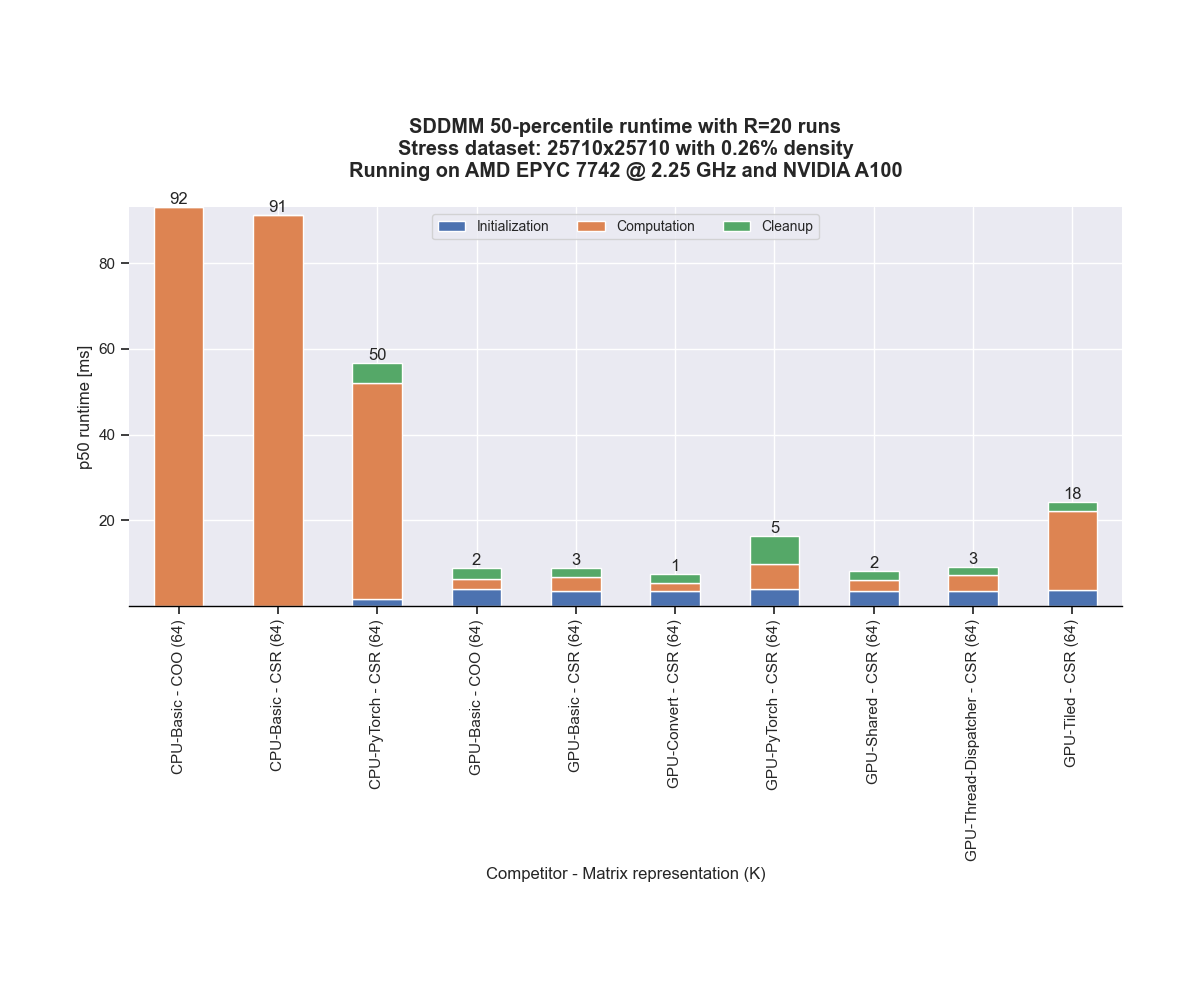 SDDMM 50-percentile runtime with R=20 runs
Stress dataset: 25710x25710 with 0.26% density
Running on AMD EPYC 7742 @ 2.25 GHz and NVIDIA A100
92
91
50
2
3
1
5
2
3
18
Initialization
Computation
Cleanup
80
60
40
20
p50 runtime [ms]
CPU-Basic - COO (64)
CPU-Basic - CSR (64)
CPU-PyTorch - CSR (64)
GPU-Basic - COO (64)
GPU-Basic - CSR (64)
GPU-Convert - CSR (64)
GPU-PyTorch - CSR (64)
GPU-Shared - CSR (64)
GPU-Thread-Dispatcher - CSR (64)
GPU-Tiled - CSR (64)
Competitor - Matrix representation (K)